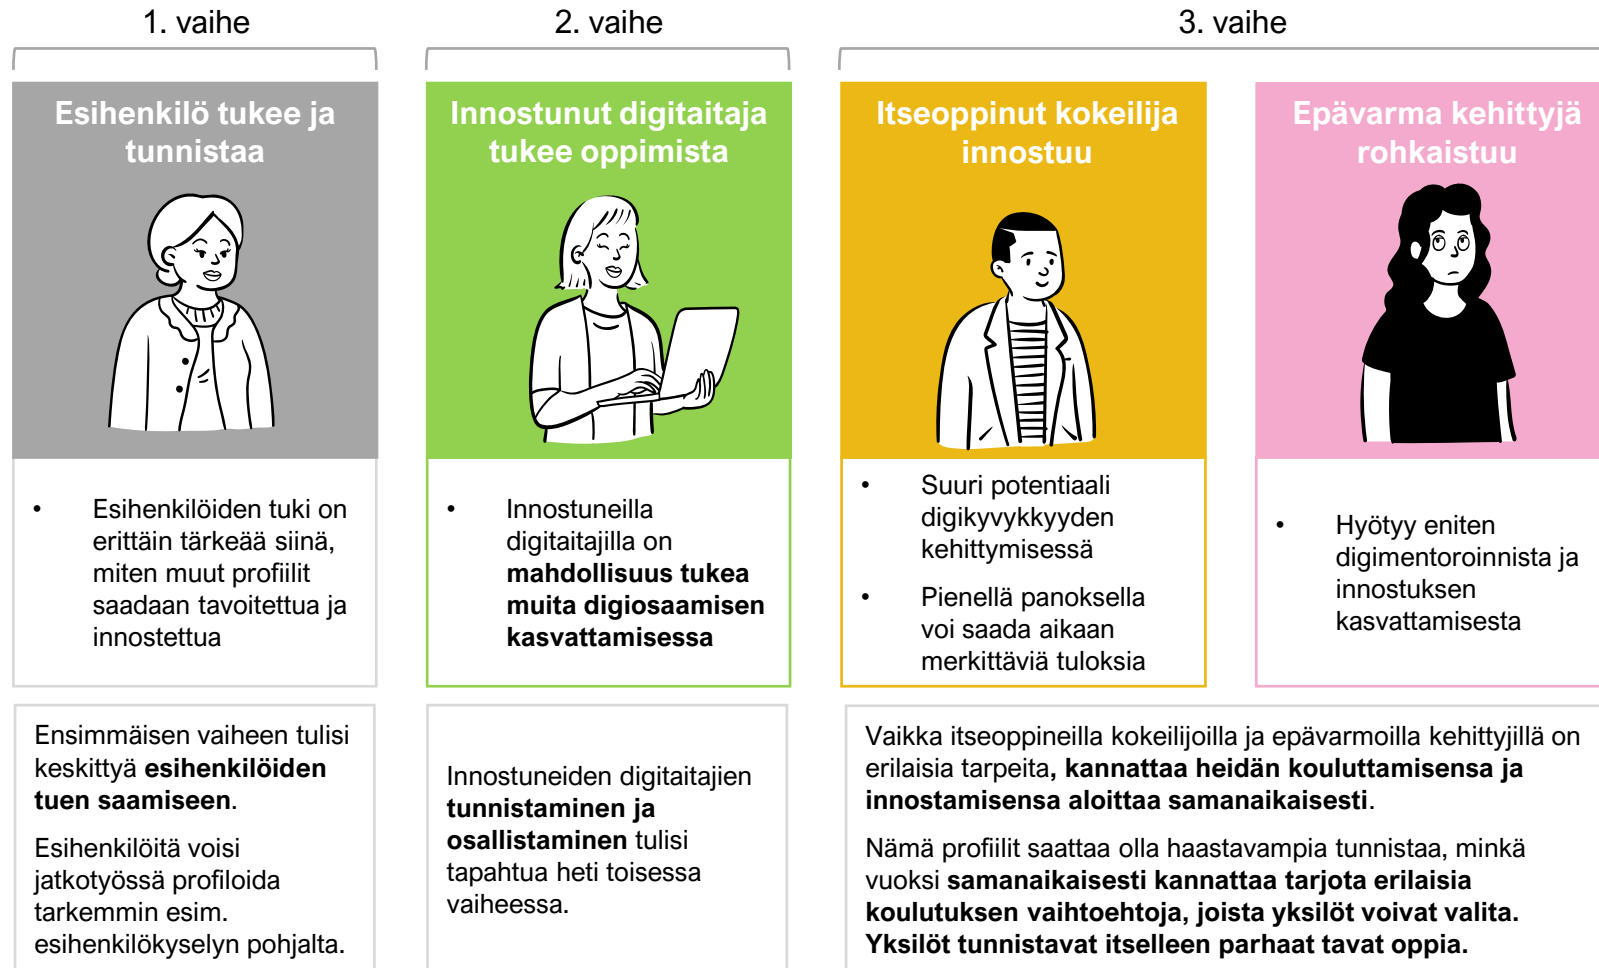 1. vaihe
2. vaihe
3. vaihe
Esihenkilö tukee ja
tunnistaa
Innostunut digitaitaja
tukee oppimista
Itseoppinut kokeilija
innostuu
Epävarma kehittyjä
rohkaistuu
• Esihenkilöiden tuki on
erittäin tärkeää siinä,
miten muut profiilit
saadaan tavoitettua ja
innostettua
• Innostuneilla
digitaitajilla on
mahdollisuus tukea
muita digiosaamisen
kasvattamisessa
• Suuri potentiaali
digikyvykkyyden
kehittymisessä
• Pienellä panoksella
voi saada aikaan
merkittäviä tuloksia
• Hyötyy eniten
digimentoroinnista ja
innostuksen
kasvattamisesta
Ensimmäisen vaiheen tulisi
keskittyä esihenkilöiden
tuen saamiseen.
Esihenkilöitä voisi
jatkotyössä profiloida
tarkemmin esim.
esihenkilökyselyn pohjalta.
Innostuneiden digitaitajien
tunnistaminen ja
osallistaminen tulisi
tapahtua heti toisessa
vaiheessa.
Vaikka itseoppineilla kokeilijoilla ja epävarmoilla kehittyjillä on
erilaisia tarpeita, kannattaa heidän kouluttamisensa ja
innostamisensa aloittaa samanaikaisesti.
Nämä profiilit saattaa olla haastavampia tunnistaa, minkä
vuoksi samanaikaisesti kannattaa tarjota erilaisia
koulutuksen vaihtoehtoja, joista yksilöt voivat valita.
Yksilöt tunnistavat itselleen parhaat tavat oppia.